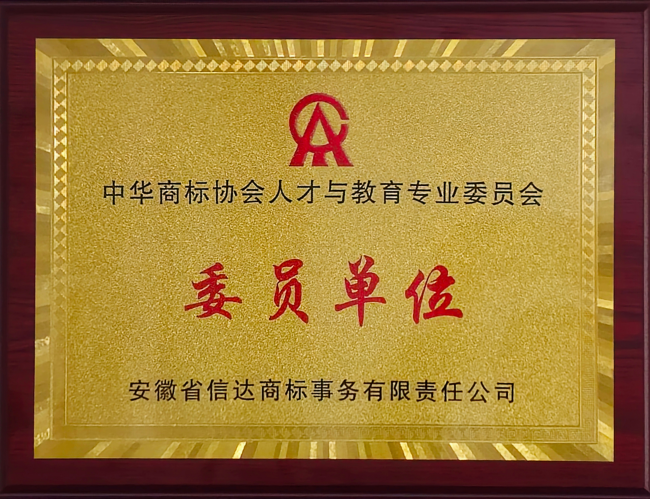 中华商标协会人才与教育专业委员会
委员单位
安徽省信达商标事务有限责任公司